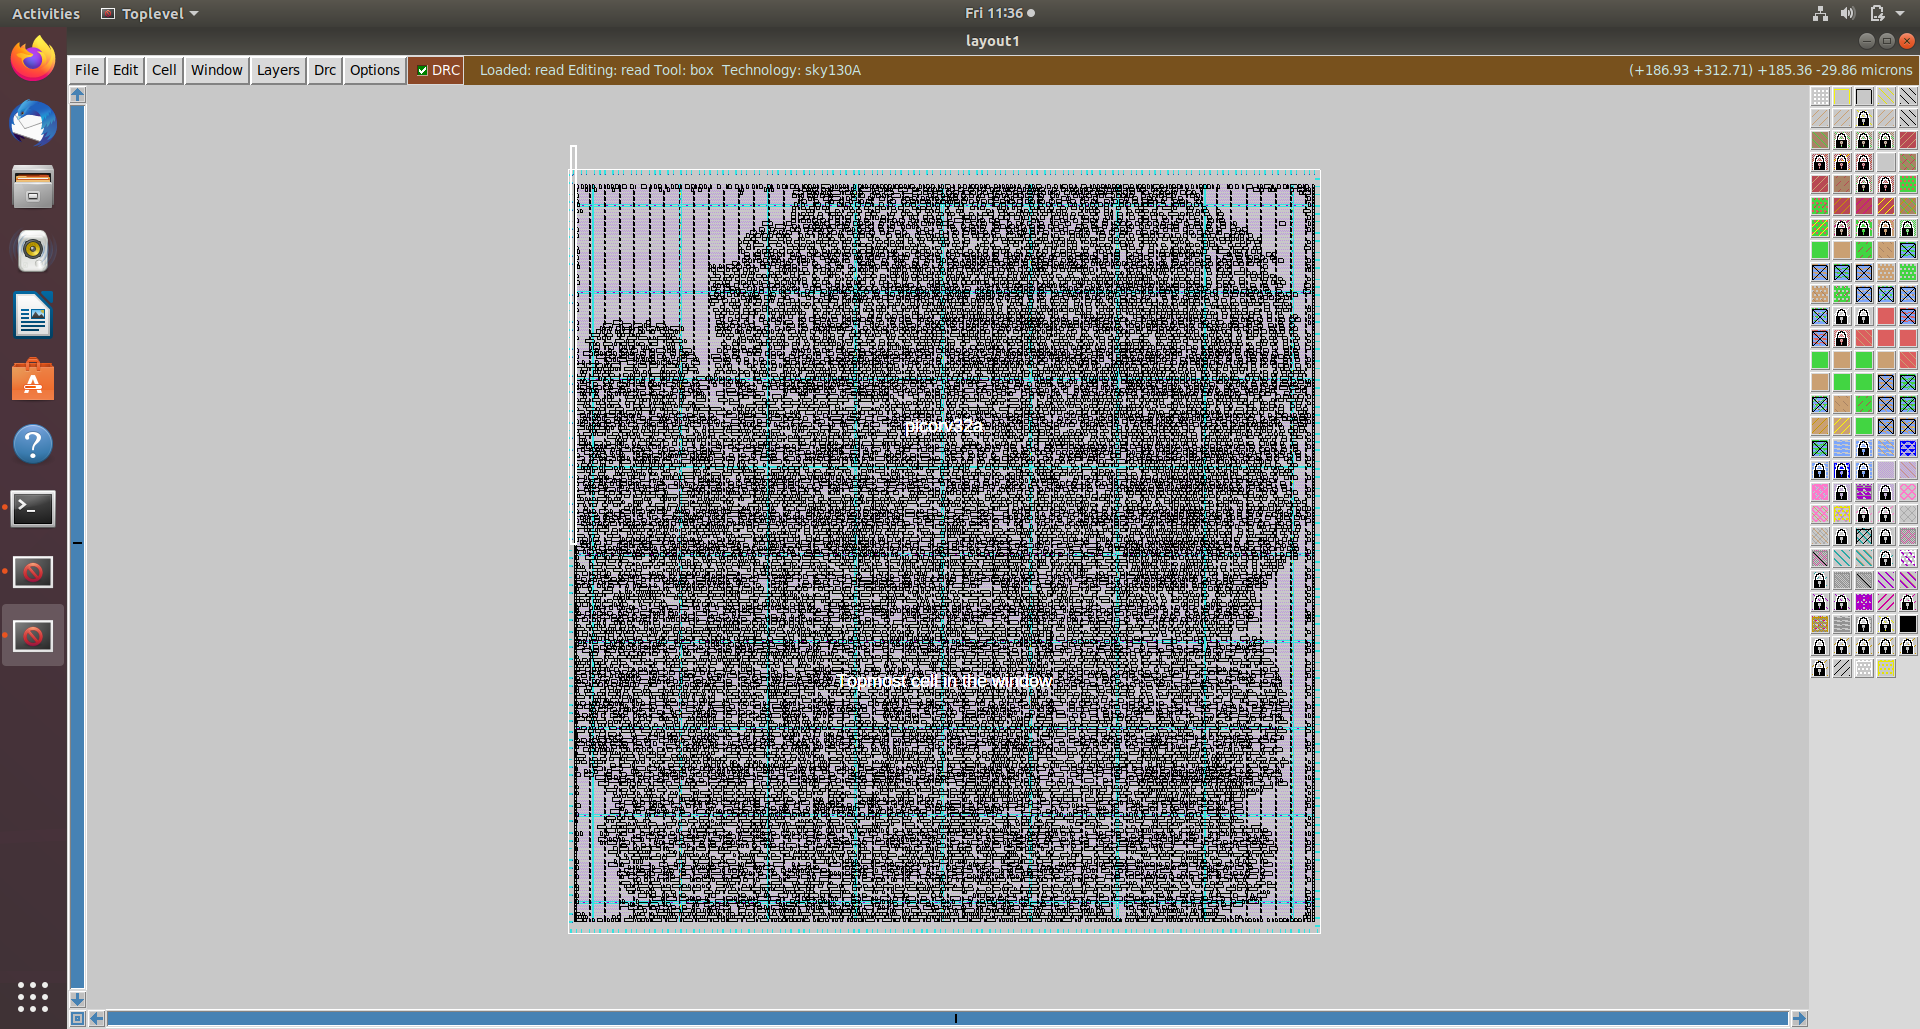 Activities
Toplevel
Fri 11:36
layout1
File Edit Cell Window Layers Drc Options DRC Loaded: read Editing: read Tool: box Technology: sky130A (+186.93 +312.71) +185.36 -29.86 microns
picorv32a
Topmost cell in the window